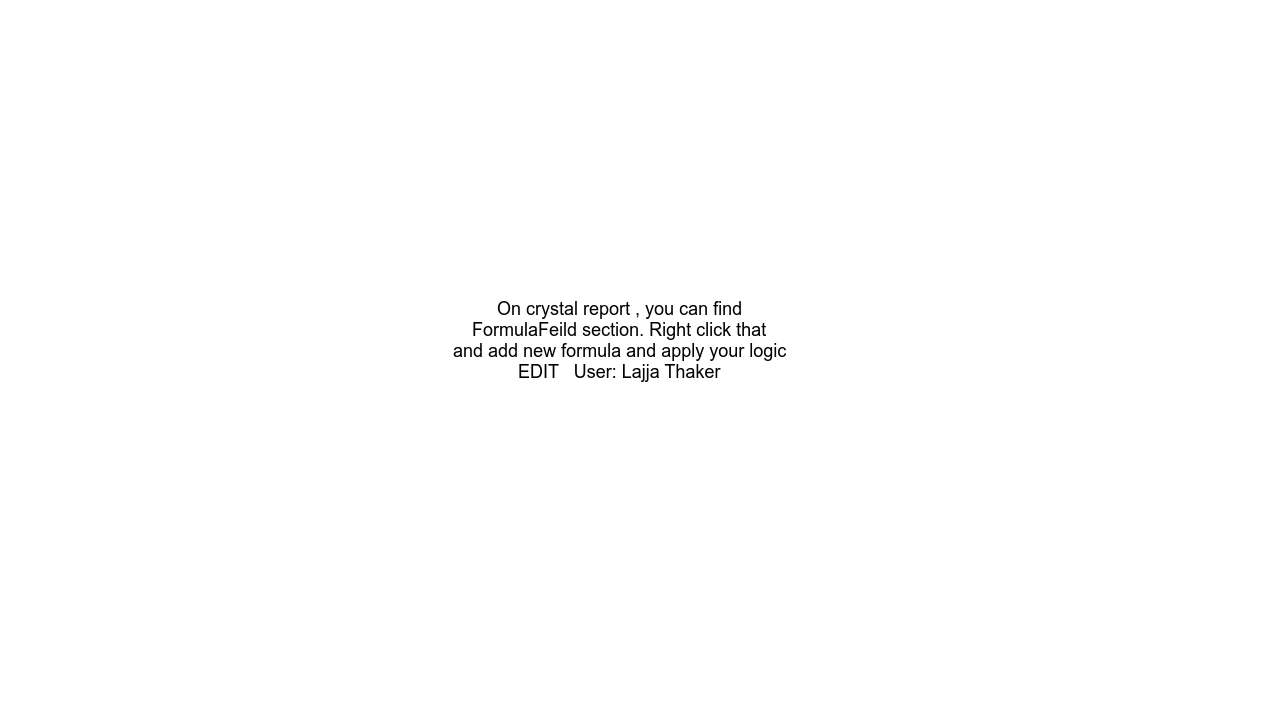 On crystal report , you can find
FormulaFeild section. Right click that
and add new formula and apply your logic
EDIT   User: Lajja Thaker